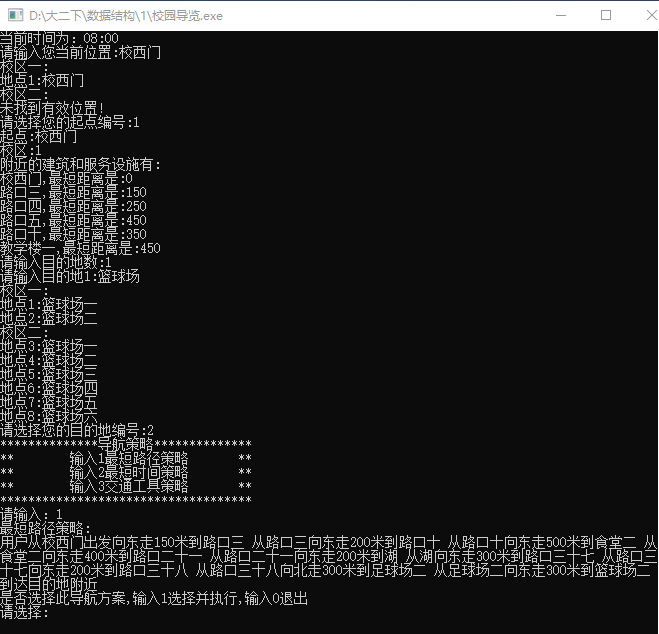 D:\大二下\数据结构\1\校园导览.exe
当前时间为: 08:00
请输入您当前位置:校西门
校区一:
地点1:校西门
校区二:
未找到有效位置!
请选择您的起点编号:1
起点:校西门
校区:1
附近的建筑和服务设施有:
校西门,最短距离是:0
路口三,最短距离是:150
路口四,最短距离是:250
路口五,最短距离是:450
路口十,最短距离是:350
教学楼一,最短距离是:450
请输入目的地数:1
请输入目的地1:篮球场
校区一:
地点1:篮球场一
地点2:篮球场二
校区二:
地点3:篮球场一
地点4:篮球场二
地点5:篮球场三
地点6:篮球场四
地点7:篮球场五
地点8:篮球场六
请选择您的目的地编号:2
**************导航策略**************
**        输入1最短路径策略       **
**        输入2最短时间策略       **
**        输入3交通工具策略       **
************************************
请输入: 1
最短路径策略:
用户从校西门出发向东走150米到路口三 从路口三向东走200米到路口十 从路口十向东走500米到食堂二 从
食堂二向东走400米到路口二十一 从路口二十一向东走200米到湖 从湖向东走300米到路口三十七 从路口三
十七向东走200米到路口三十八 从路口三十八向北走300米到足球场二 从足球场二向东走300米到篮球场二
到达目的地附近
是否选择此导航方案,输入1选择并执行,输入0退出
请选择: